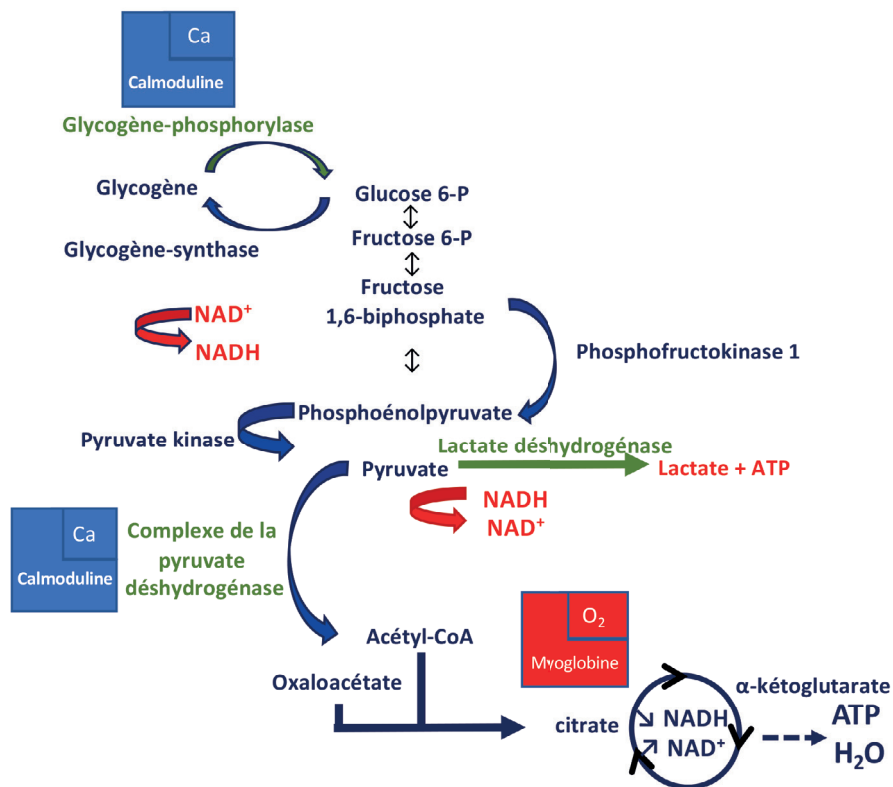 Ca
Calmoduline
Glycogène-phosphorylase
Glycogène
Glucose 6-P
Fructose 6-P
Glycogène-synthase
Fructose
1,6-biphosphate
NAD⁺
NADH
Phosphofructokinase 1
Phosphoénolpyruvate
Pyruvate kinase
Lactate déshydrogénase
Pyruvate
Lactate + ATP
NADH
NAD⁺
Ca
Calmoduline
Complexe de la
pyruvate
déshydrogénase
O₂
Myoglobine
Acétyl-CoA
Oxaloacétate
α-kétoglutarate
citrate
NADH
NAD⁺
ATP
H₂O